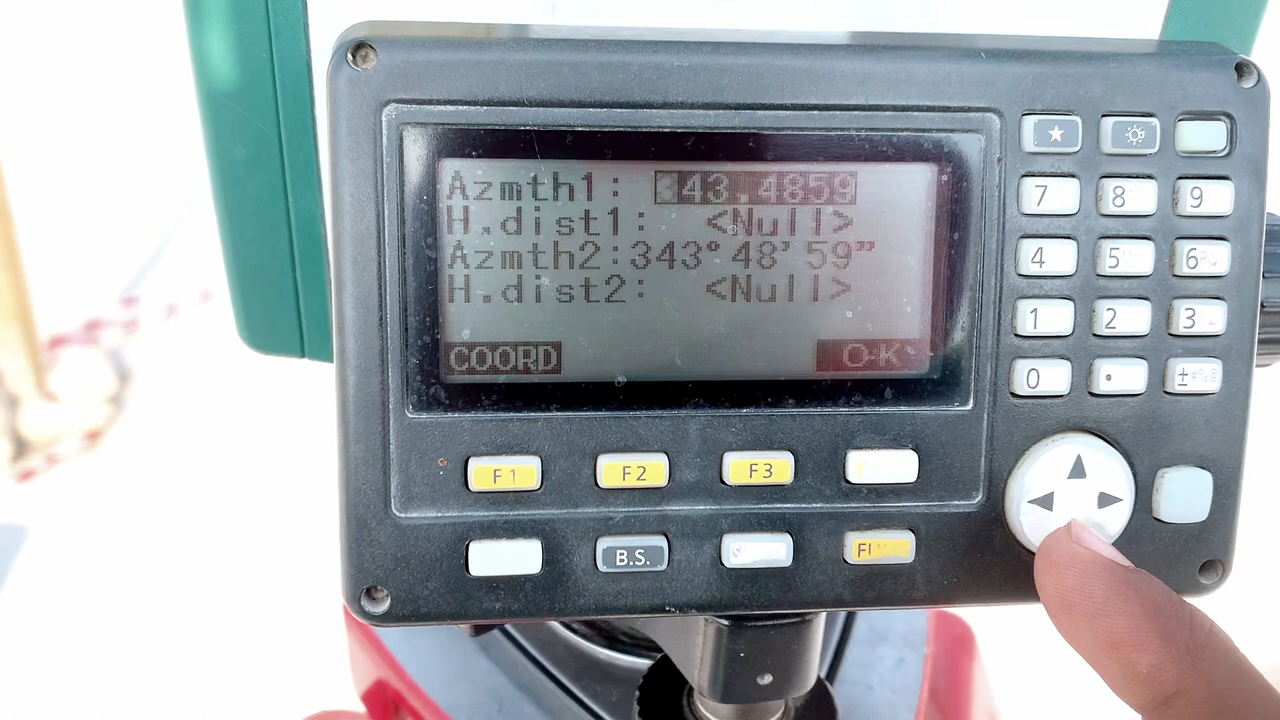 Azmth1: 343.4859
H.dist1: <Null>
Azmth2:343°48'59"
H.dist2: <Null>
COORD OK
7 8 9
4 5 6
1 2 3
0 . ±#%@
F1 F2 F3
B.S.